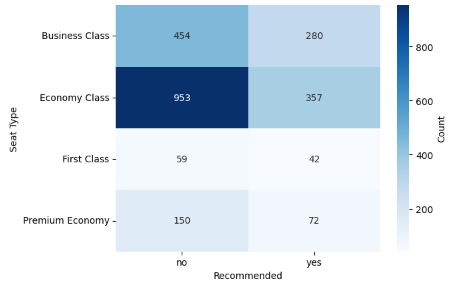 Business Class
454
280
Economy Class
953
357
First Class
59
42
Premium Economy
150
72
no
yes
Recommended
Seat Type
800
600
400
200
Count